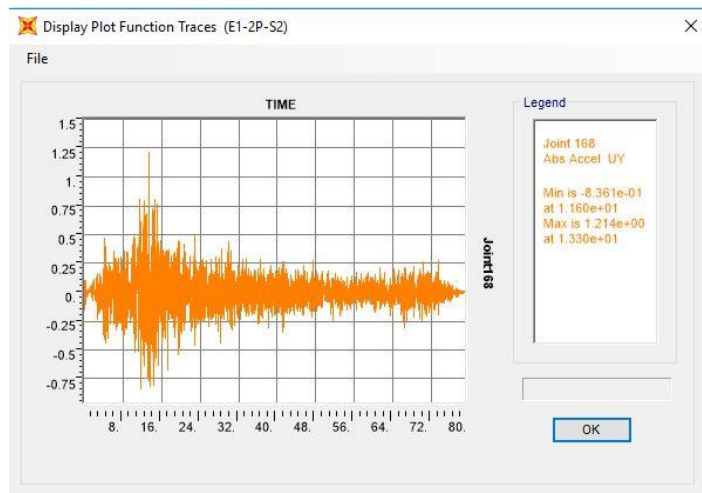 Display Plot Function Traces (E1-2P-S2)
File
TIME
1.5
1.25
1.
0.75
0.5
0.25
0.
-0.25
-0.5
-0.75
8. 16. 24. 32. 40. 48. 56. 64. 72. 80.
Joint168
Legend
Joint 168
Abs Accel UY
Min is -8.361e-01
at 1.160e+01
Max is 1.214e+00
at 1.330e+01
OK